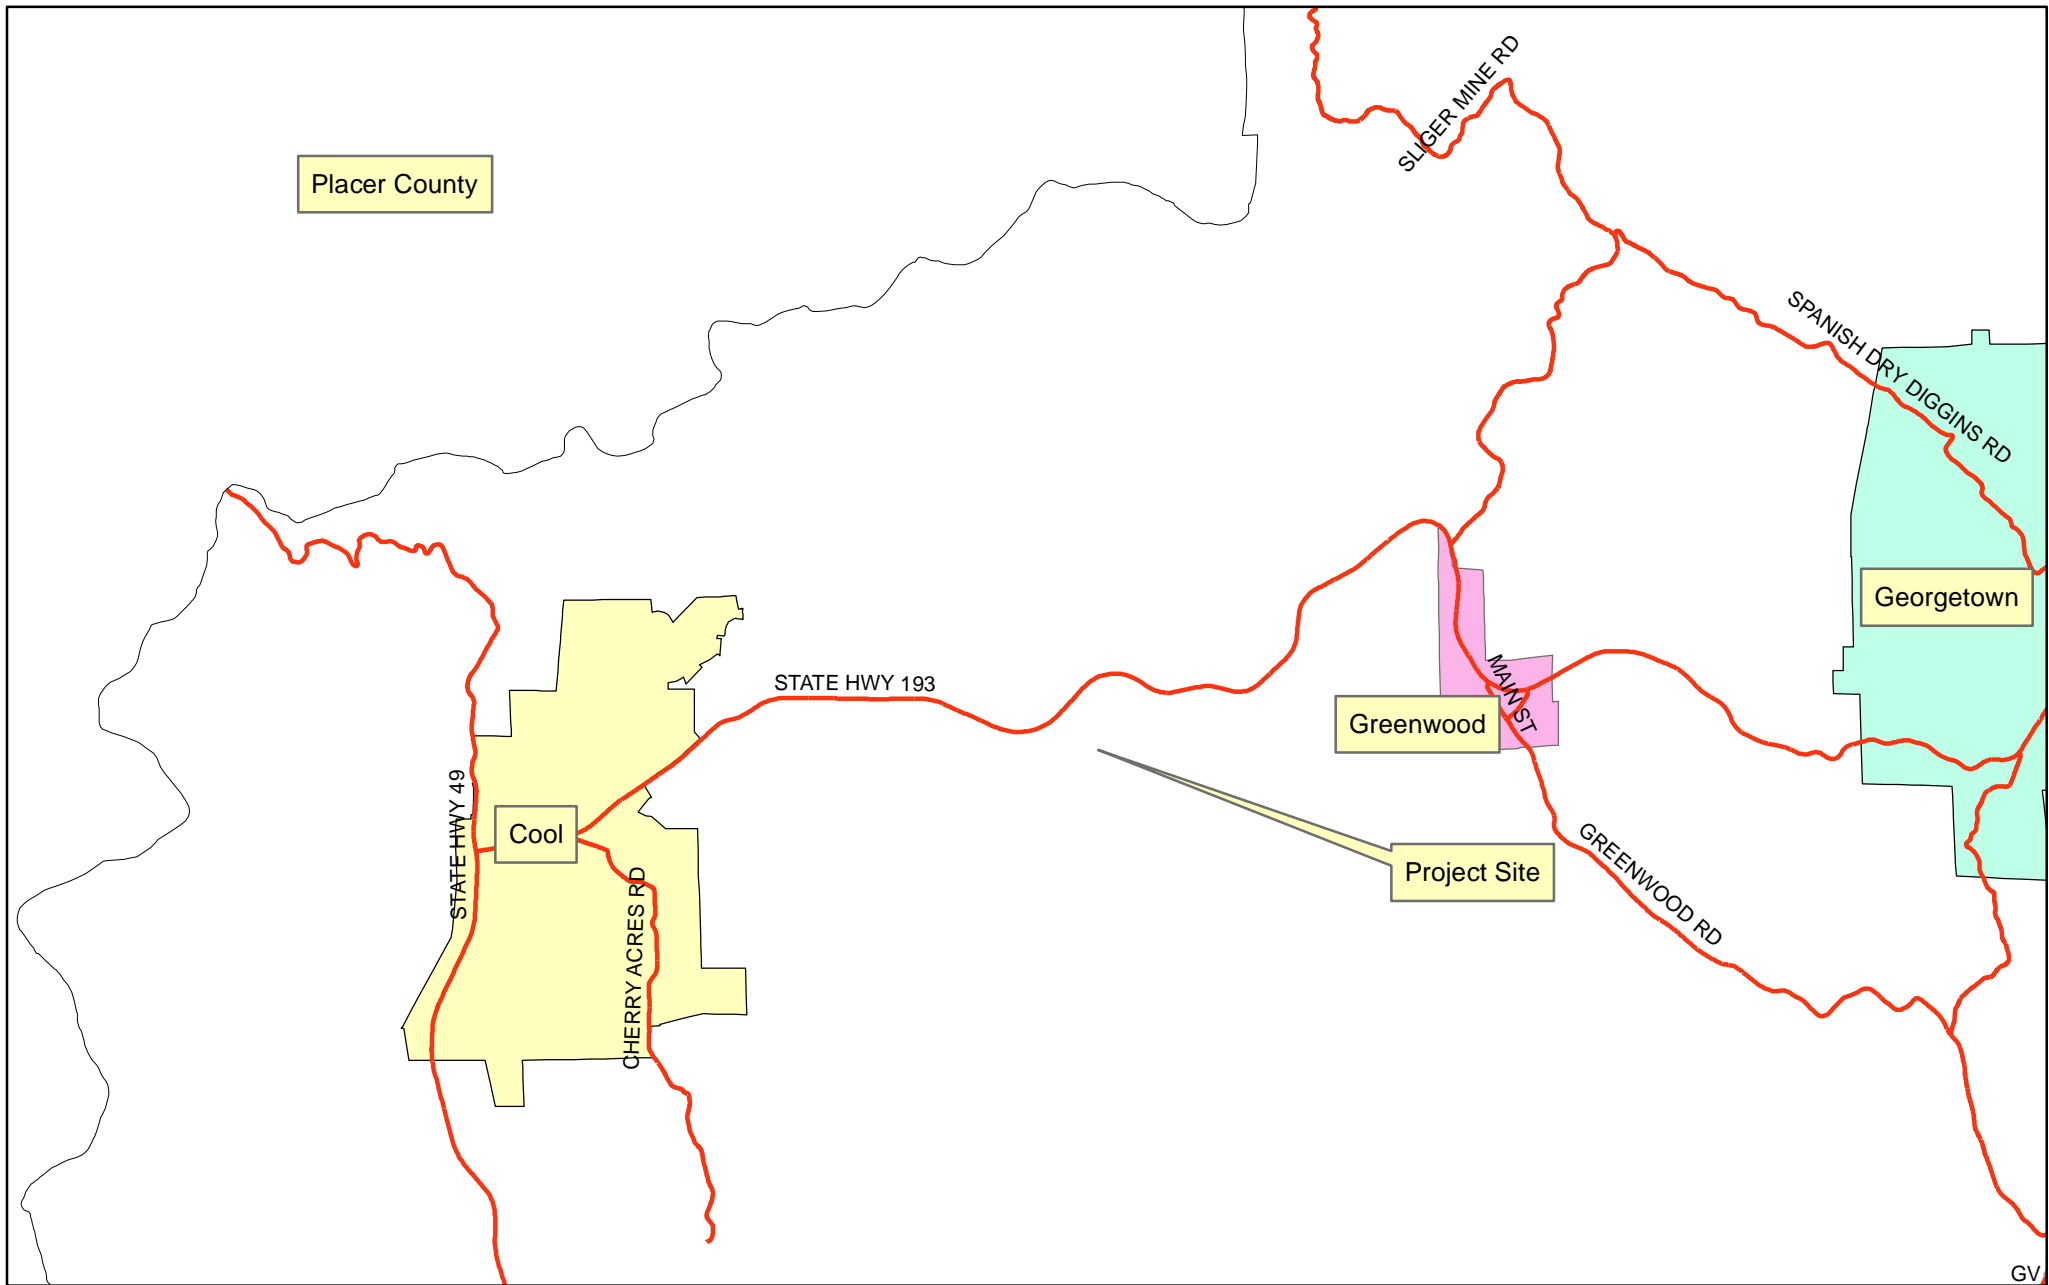 SLIGER MINE RD
Placer County
SPANISH DRY DIGGINS RD
Georgetown
STATE HWY 193
MAIN ST
Greenwood
STATE HWY 49
Cool
Project Site
GREENWOOD RD
CHERRY ACRES RD
GV